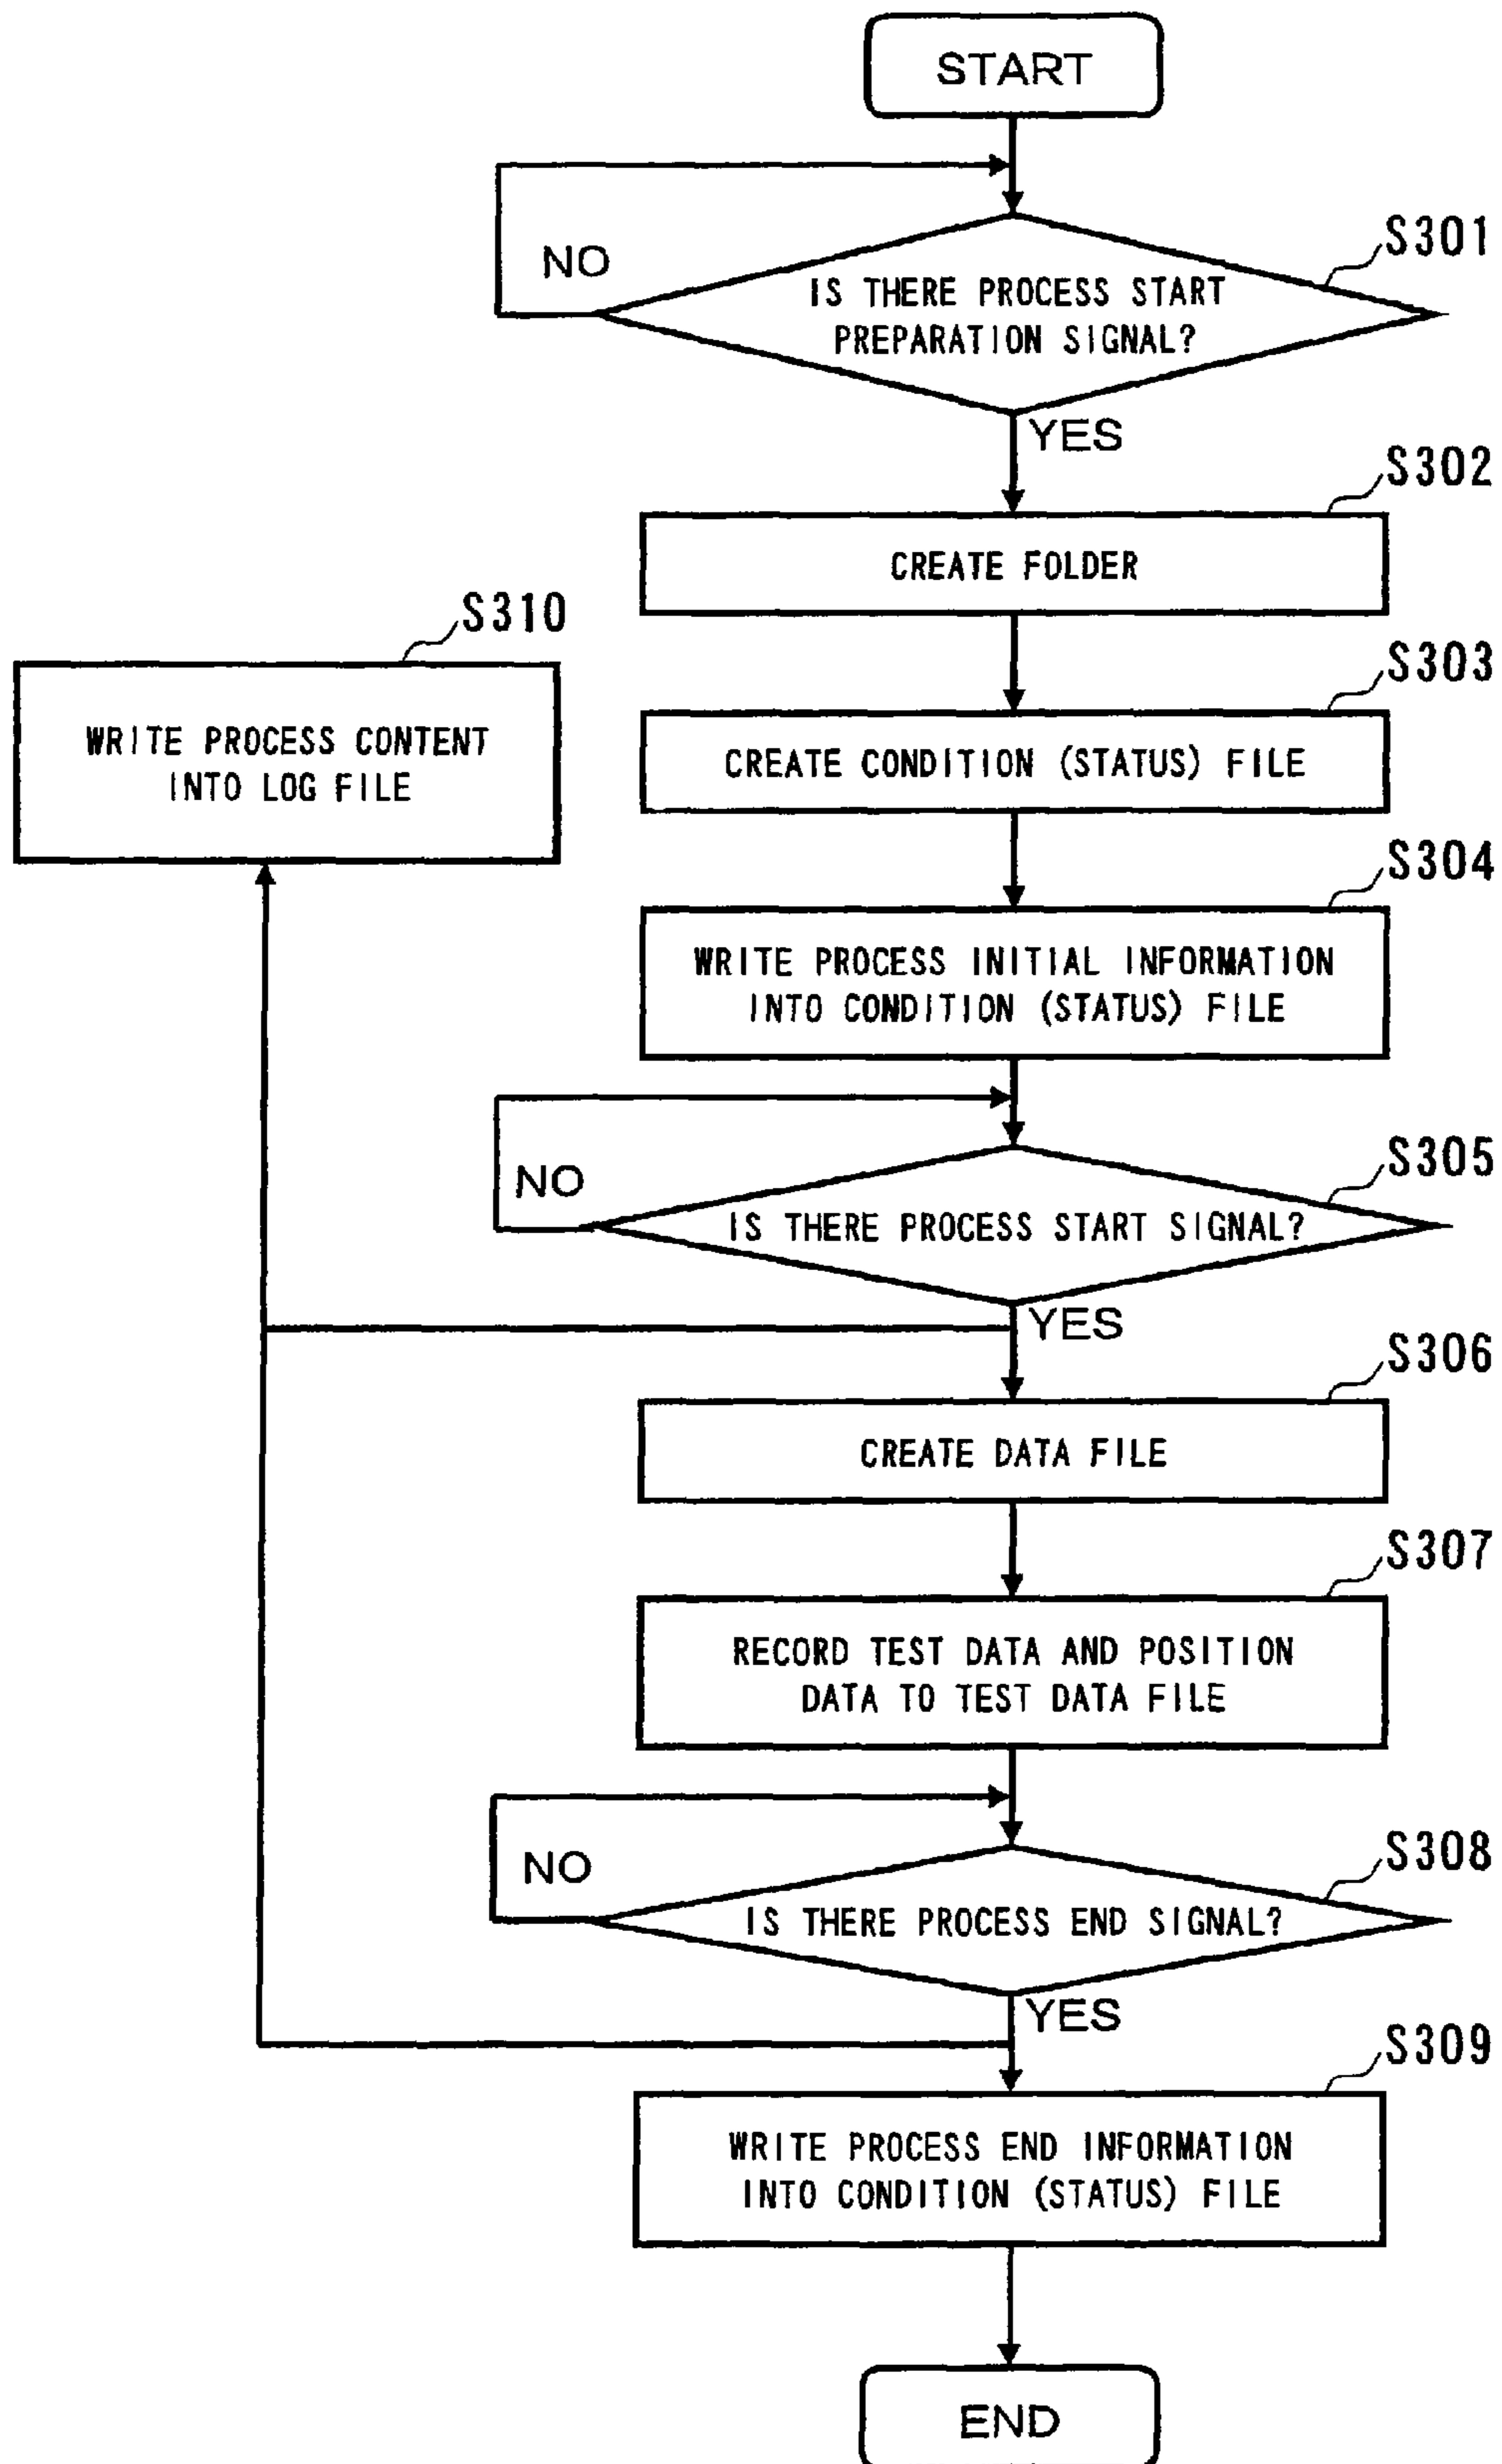 START
S301
NO
IS THERE PROCESS START
PREPARATION SIGNAL?
YES
S302
CREATE FOLDER
S310
WRITE PROCESS CONTENT
INTO LOG FILE
S303
CREATE CONDITION (STATUS) FILE
S304
WRITE PROCESS INITIAL INFORMATION
INTO CONDITION (STATUS) FILE
S305
NO
IS THERE PROCESS START SIGNAL?
YES
S306
CREATE DATA FILE
S307
RECORD TEST DATA AND POSITION
DATA TO TEST DATA FILE
S308
NO
IS THERE PROCESS END SIGNAL?
YES
S309
WRITE PROCESS END INFORMATION
INTO CONDITION (STATUS) FILE
END